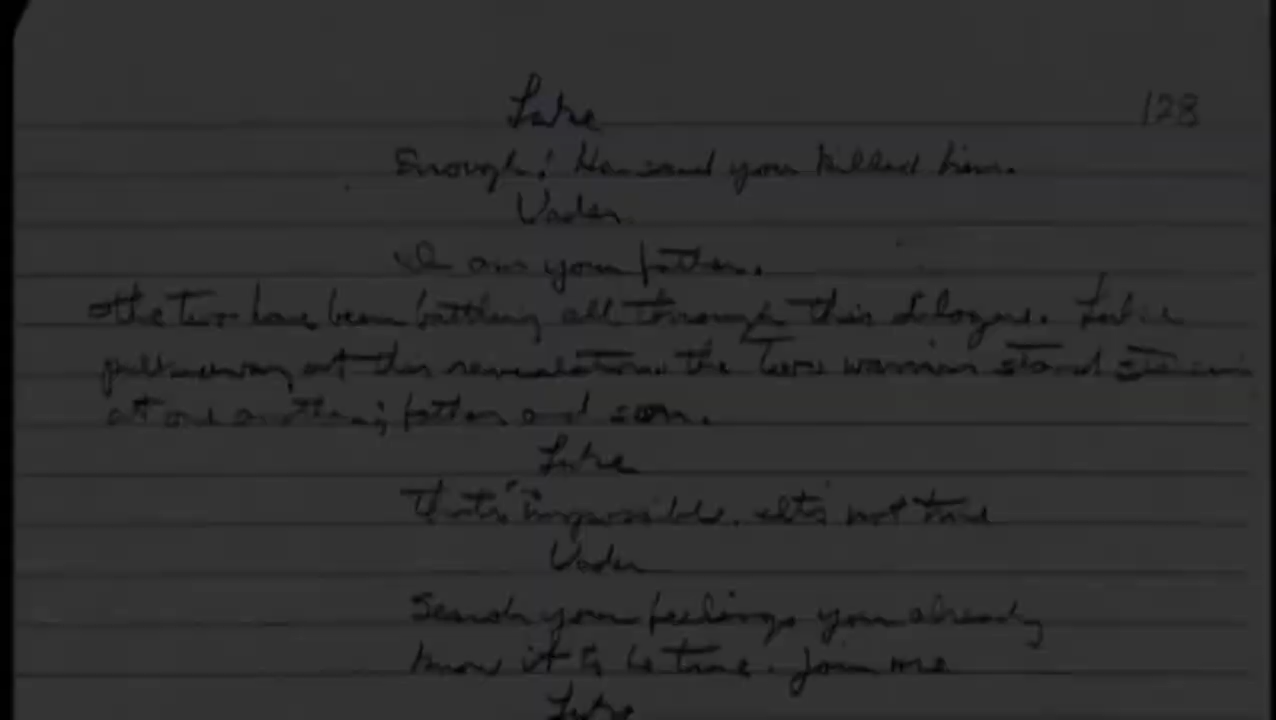 Luke
128
Enough! He said you killed him.
Vader
I am your father.
The two have been battling all through this dilogue. Luke
pulls away at this revelation. the two warriors stand
at one another; father and son.
Luke
That's impossible. It's not true
Vader
Search your feelings you already
know it to be true. Join me
Luke